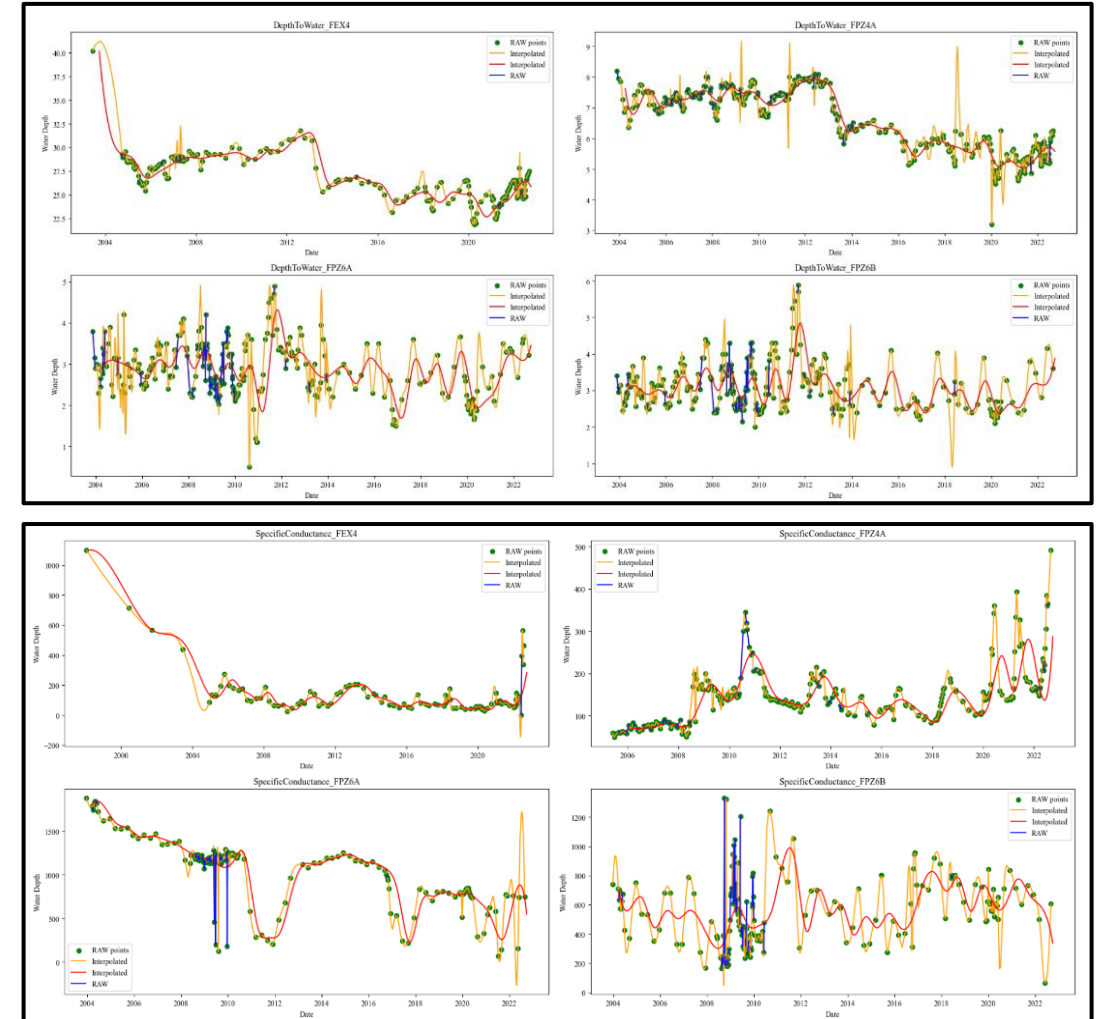 DepthToWater_FEX4
RAW points
Interpolated
Interpolated
RAW
40.0
37.5
35.0
32.5
30.0
27.5
25.0
22.5
Water Depth
2004 2008 2012 2016 2020
Date
DepthToWater_FPZ4A
RAW points
Interpolated
Interpolated
RAW
9
8
7
6
5
4
3
Water Depth
2004 2006 2008 2010 2012 2014 2016 2018 2020 2022
Date
DepthToWater_FPZ6A
RAW points
Interpolated
Interpolated
RAW
5
4
3
2
1
Water Depth
2004 2006 2008 2010 2012 2014 2016 2018 2020 2022
Date
DepthToWater_FPZ6B
RAW points
Interpolated
Interpolated
RAW
6
5
4
3
2
1
Water Depth
2004 2006 2008 2010 2012 2014 2016 2018 2020 2022
Date
SpecificConductance_FEX4
RAW points
Interpolated
Interpolated
RAW
1000
800
600
400
200
0
−200
Water Depth
2000 2004 2008 2012 2016 2020
Date
SpecificConductance_FPZ4A
RAW points
Interpolated
Interpolated
RAW
500
400
300
200
100
Water Depth
2006 2008 2010 2012 2014 2016 2018 2020 2022
Date
SpecificConductance_FPZ6A
1500
1000
500
0
Water Depth
RAW points
Interpolated
Interpolated
RAW
2004 2006 2008 2010 2012 2014 2016 2018 2020 2022
Date
SpecificConductance_FPZ6B
RAW points
Interpolated
Interpolated
RAW
1200
1000
800
600
400
200
0
Water Depth
2004 2006 2008 2010 2012 2014 2016 2018 2020 2022
Date